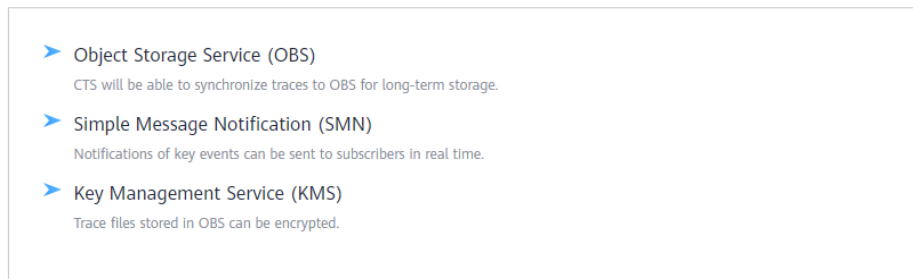 Object Storage Service (OBS)
CTS will be able to synchronize traces to OBS for long-term storage.
Simple Message Notification (SMN)
Notifications of key events can be sent to subscribers in real time.
Key Management Service (KMS)
Trace files stored in OBS can be encrypted.